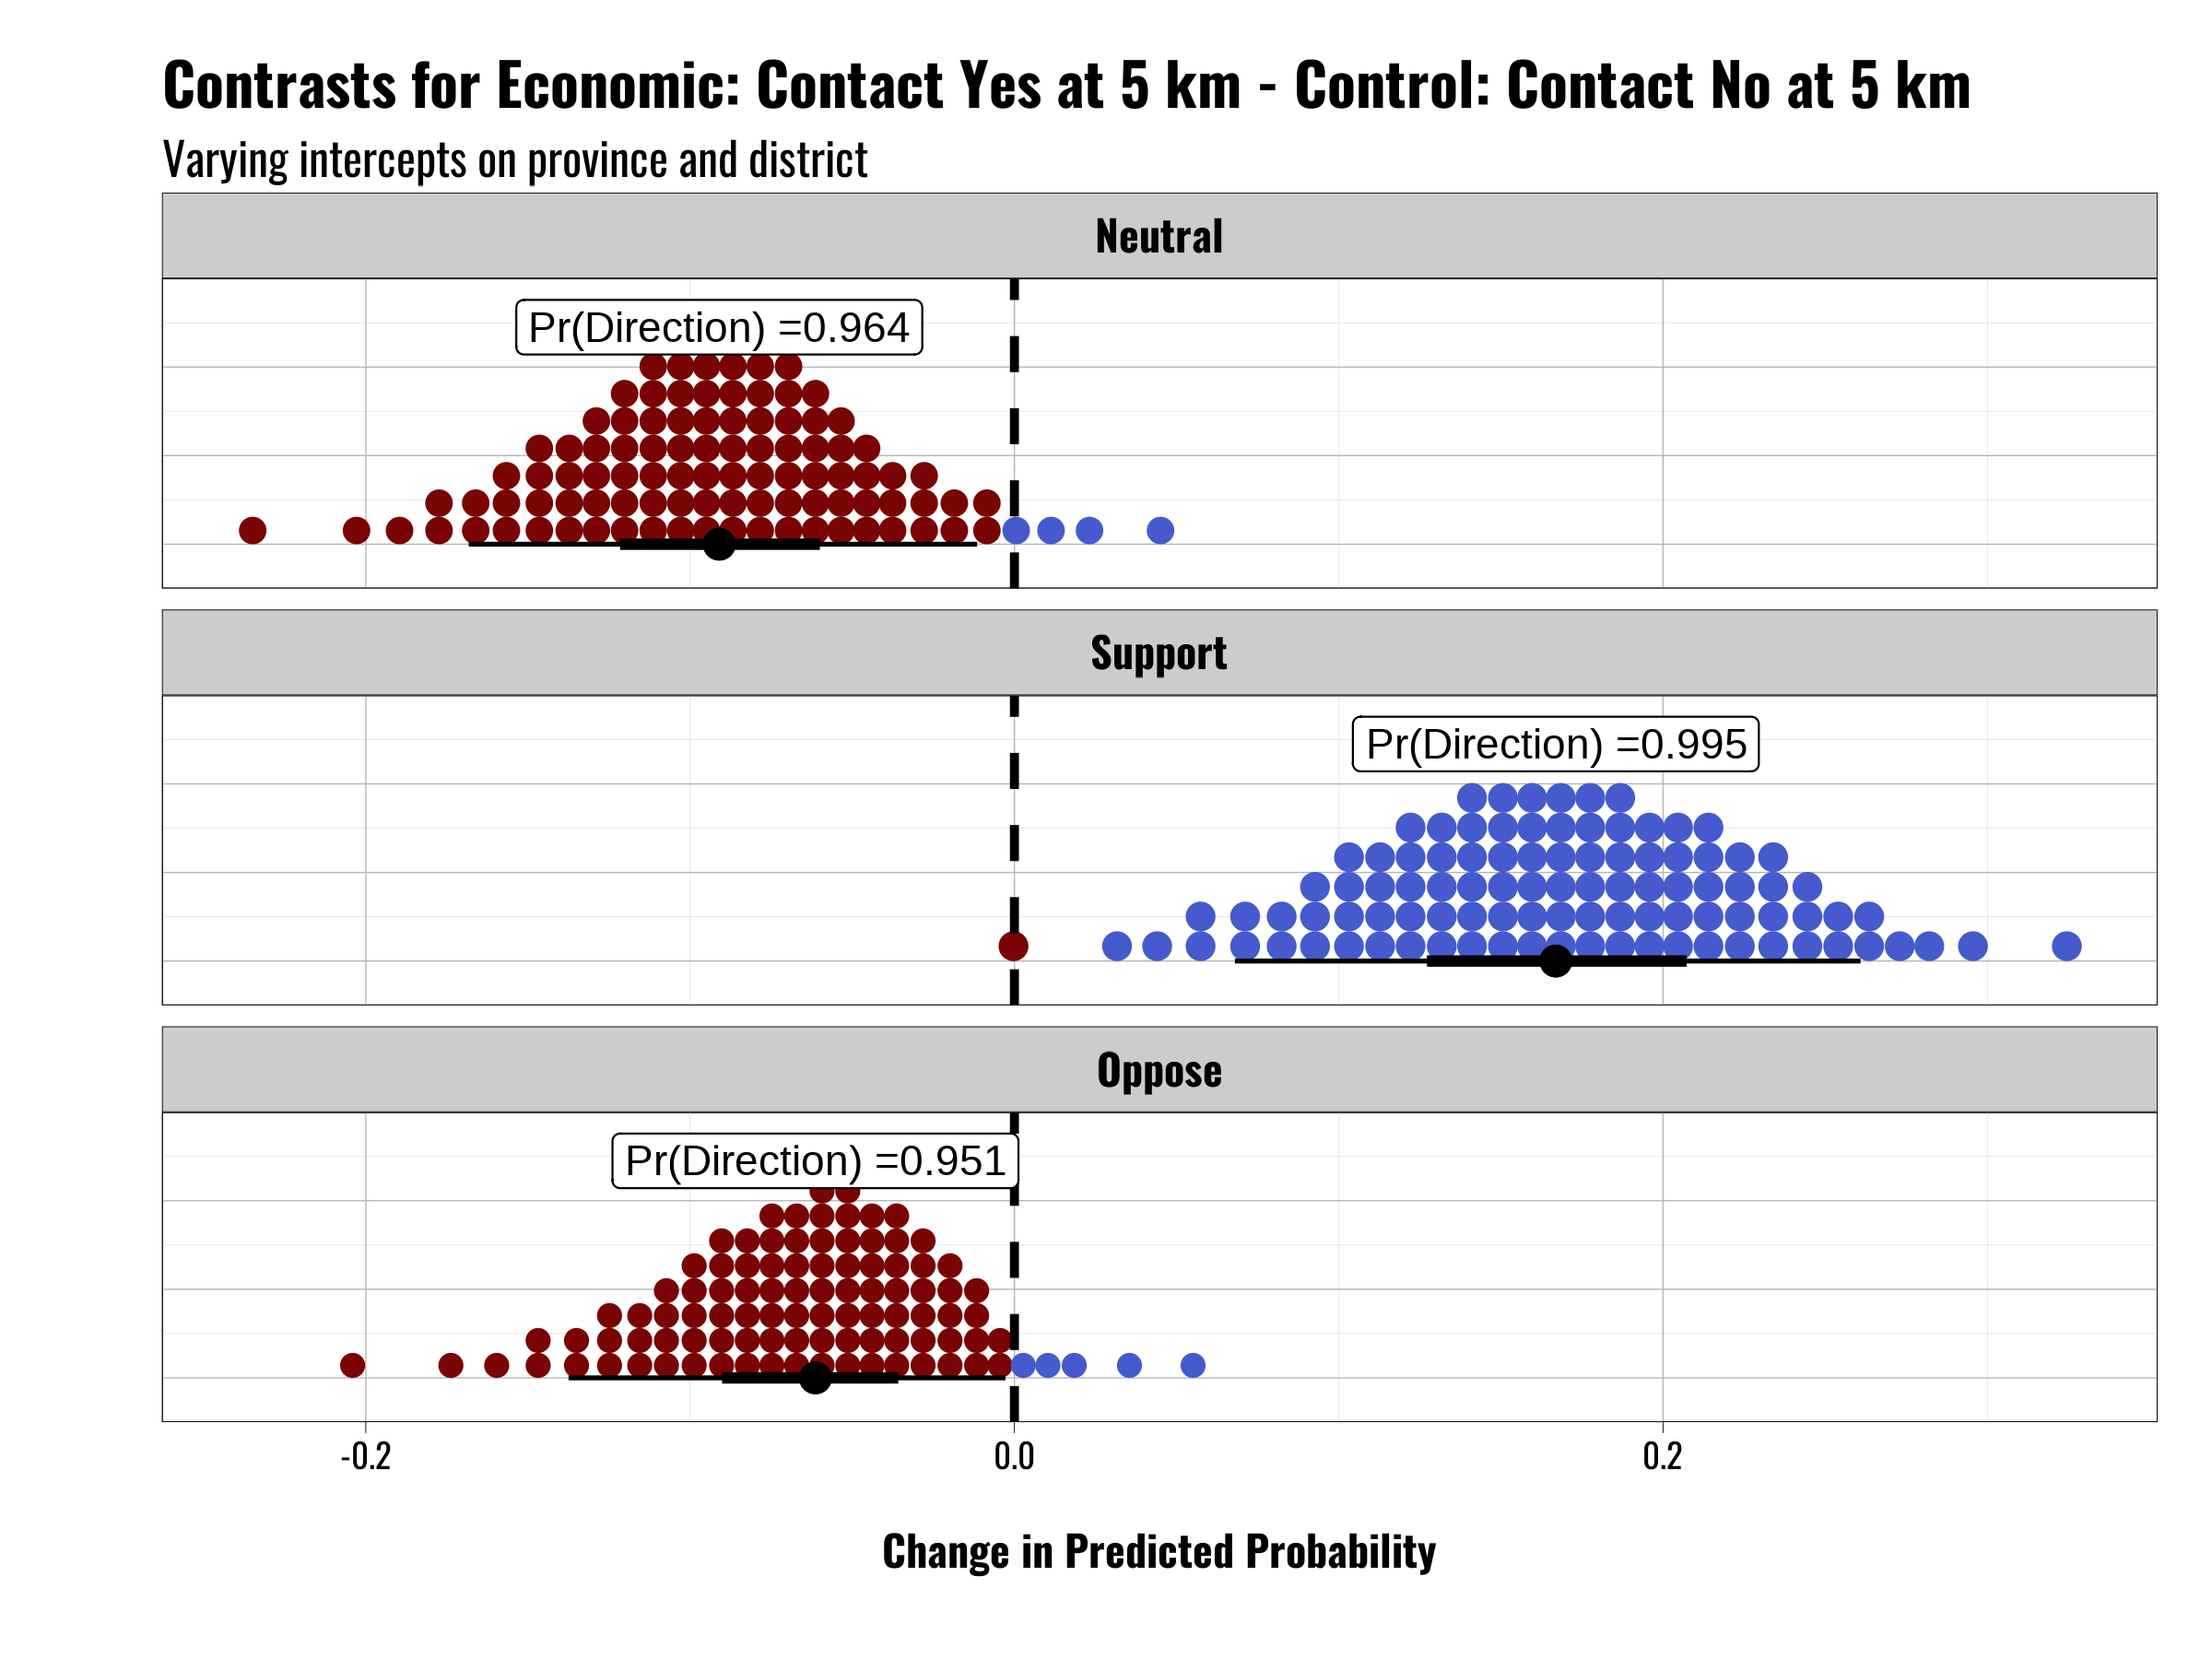 Contrasts for Economic: Contact Yes at 5 km - Control: Contact No at 5 km
Varying intercepts on province and district
Neutral
Pr(Direction) =0.964
Support
Pr(Direction) =0.995
Oppose
Pr(Direction) =0.951
-0.2 0.0 0.2
Change in Predicted Probability